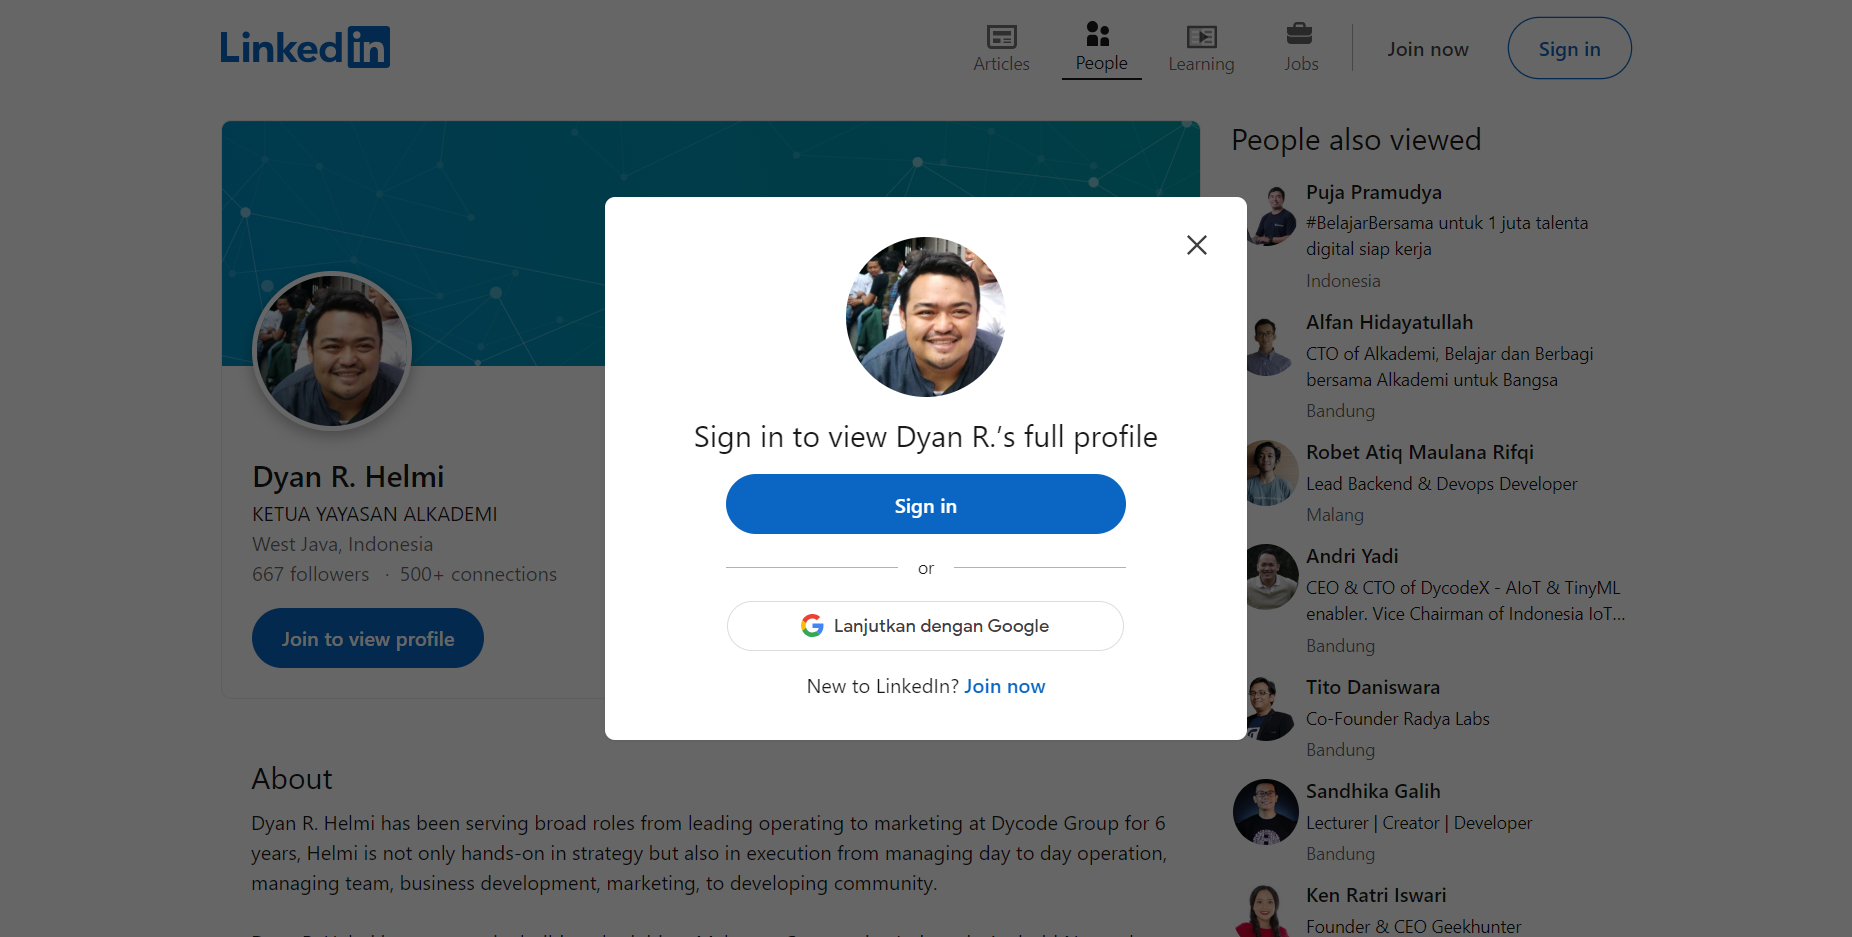 Linkedin
Articles
People
Learning
Jobs
Join now
Sign in
Sign in to view Dyan R.’s full profile
Sign in
or
Lanjutkan dengan Google
New to LinkedIn? Join now
Dyan R. Helmi
KETUA YAYASAN ALKADEMI
West Java, Indonesia
667 followers · 500+ connections
Join to view profile
About
Dyan R. Helmi has been serving broad roles from leading operating to marketing at Dycode Group for 6
years, Helmi is not only hands-on in strategy but also in execution from managing day to day operation,
managing team, business development, marketing, to developing community.
People also viewed
Puja Pramudya
#BelajarBersama untuk 1 juta talenta
digital siap kerja
Indonesia
Alfan Hidayatullah
CTO of Alkademi, Belajar dan Berbagi
bersama Alkademi untuk Bangsa
Bandung
Robet Atiq Maulana Rifqi
Lead Backend & Devops Developer
Malang
Andri Yadi
CEO & CTO of DycodeX - AIoT & TinyML
enabler. Vice Chairman of Indonesia IoT...
Bandung
Tito Daniswara
Co-Founder Radya Labs
Bandung
Sandhika Galih
Lecturer | Creator | Developer
Bandung
Ken Ratri Iswari
Founder & CEO Geekhunter